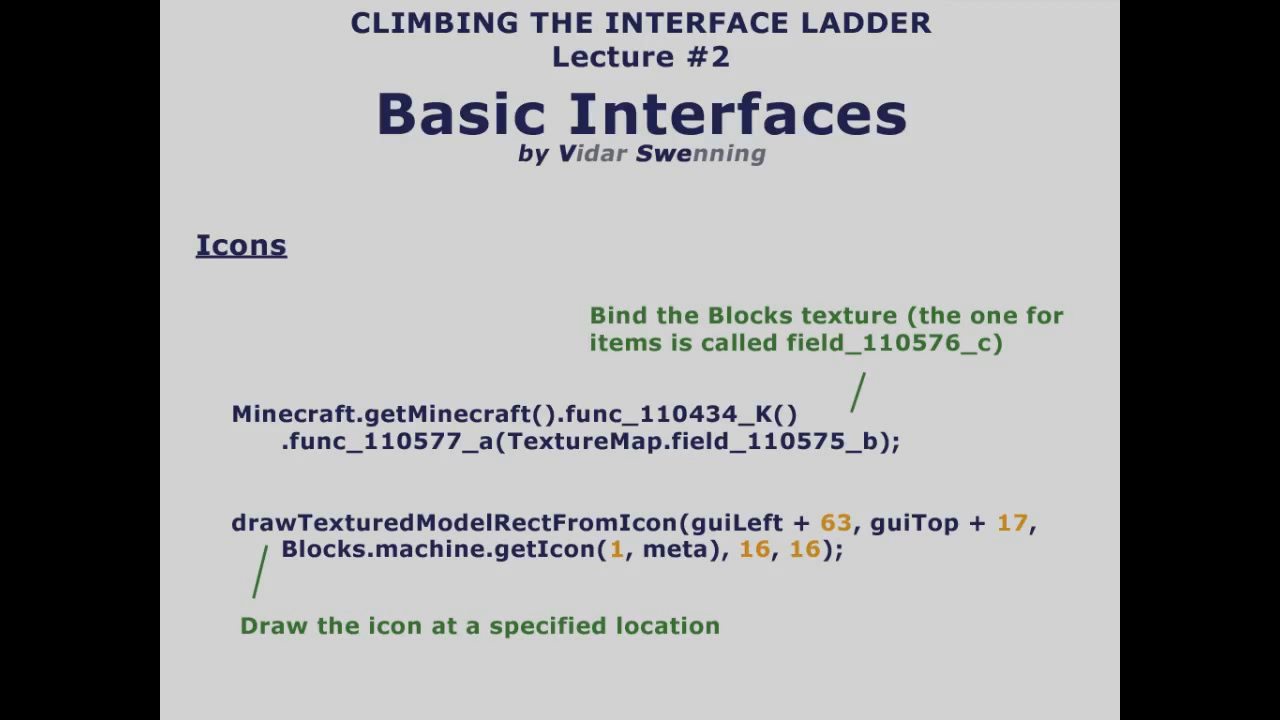 CLIMBING THE INTERFACE LADDER
Lecture #2
Basic Interfaces
by Vidar Swenning
Icons
Bind the Blocks texture (the one for
items is called field_110576_c)
Minecraft.getMinecraft().func_110434_K()
.func_110577_a(TextureMap.field_110575_b);
drawTexturedModelRectFromIcon(guiLeft + 63, guiTop + 17,
Blocks.machine.getIcon(1, meta), 16, 16);
Draw the icon at a specified location